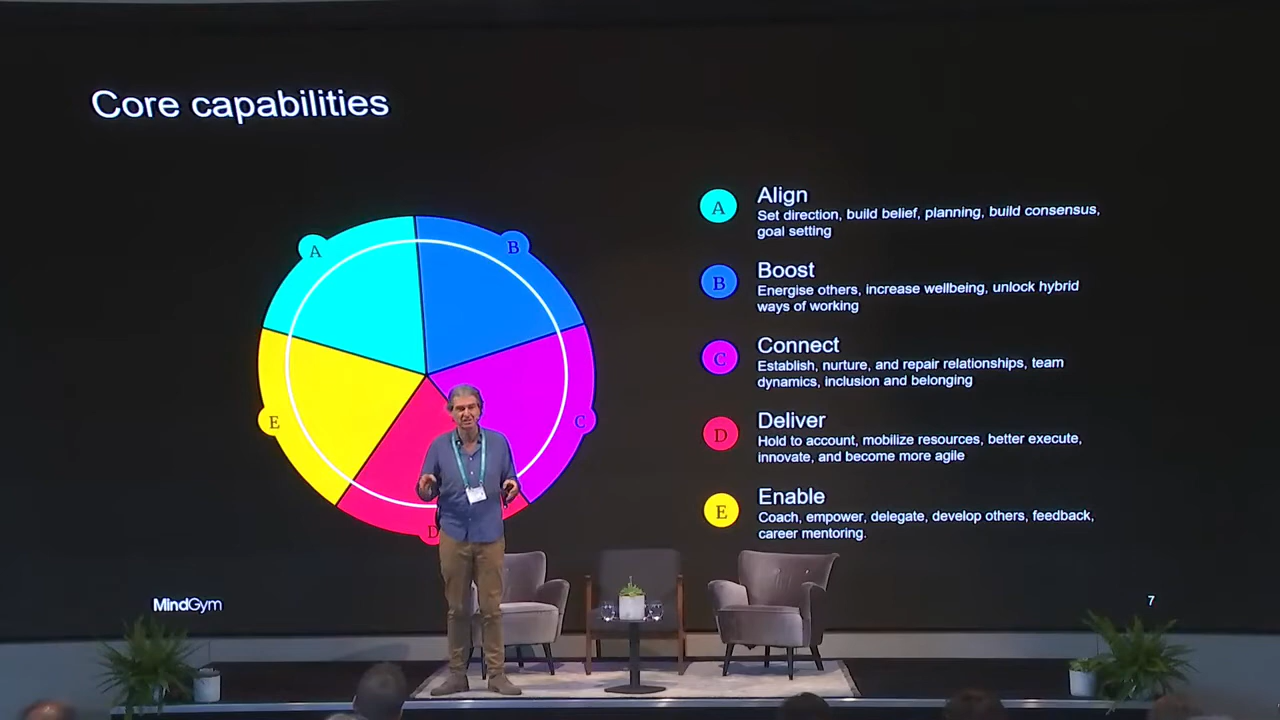 Core capabilities
A
B
C
D
E
A
Align
Set direction, build belief, planning, build consensus,
goal setting
B
Boost
Energise others, increase wellbeing, unlock hybrid
ways of working
C
Connect
Establish, nurture, and repair relationships, team
dynamics, inclusion and belonging
D
Deliver
Hold to account, mobilize resources, better execute,
innovate, and become more agile
E
Enable
Coach, empower, delegate, develop others, feedback,
career mentoring.
MindGym
7